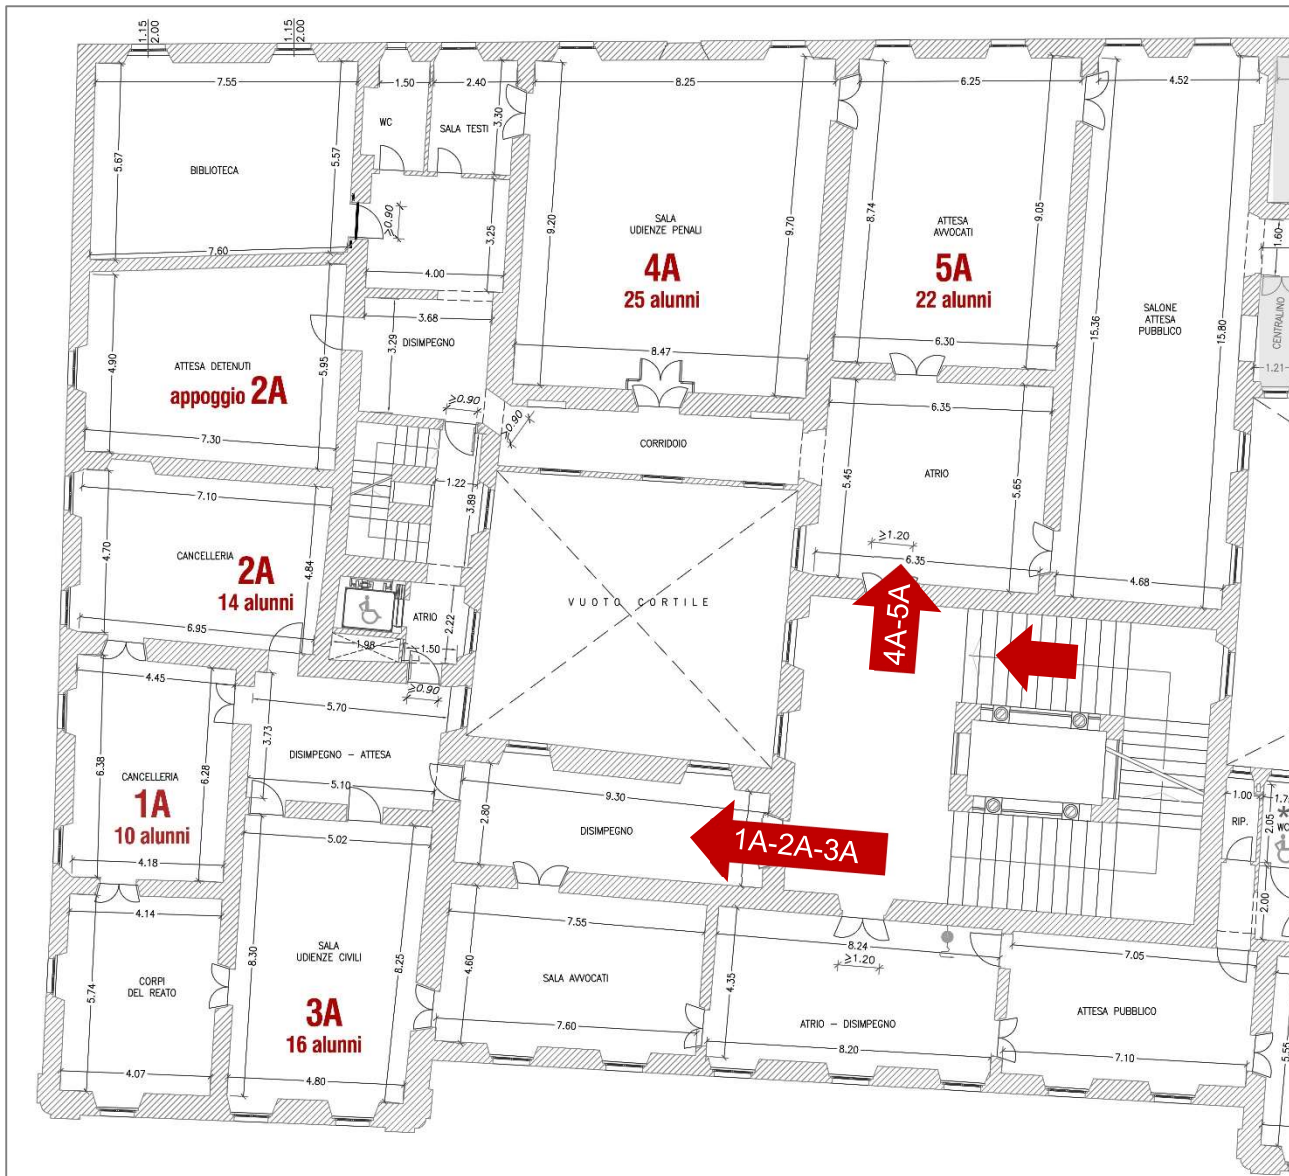 1.15
2.00
1.15
2.00
7.55
1.50
2.40
8.25
6.25
4.52
5.67
5.57
WC
SALA TESTI
3.30
BIBLIOTECA
≥0.90
3.25
9.20
9.70
8.74
9.05
SALA
UDIENZE PENALI
4A
25 alunni
ATTESA
AVVOCATI
5A
22 alunni
1.60
7.60
4.00
3.68
3.29
DISIMPEGNO
4.90
5.95
ATTESA DETENUTI
appoggio 2A
7.30
SALONE
ATTESA
PUBBLICO
15.36
15.80
CENTRALINO
1.21
8.47
6.30
6.35
≥0.90
≥0.90
CORRIDOIO
ATRIO
5.45
5.65
≥1.20
6.35
4.68
7.10
1.22
3.89
4.70
4.84
CANCELLERIA
2A
14 alunni
6.95
VUOTO CORTILE
ATRIO
2.22
1.98
1.50
≥0.90
4A-5A
4.45
5.70
3.73
DISIMPEGNO – ATTESA
5.10
6.38
6.28
CANCELLERIA
1A
10 alunni
4.18
9.30
2.80
DISIMPEGNO
1A-2A-3A
1.00
RIP.
2.05
*
WC
2.00
5.02
4.14
7.55
8.24
≥1.20
7.05
5.74
CORPI
DEL REATO
4.07
8.30
8.25
SALA
UDIENZE CIVILI
3A
16 alunni
4.80
4.60
SALA AVVOCATI
7.60
4.35
ATRIO – DISIMPEGNO
8.20
ATTESA PUBBLICO
7.10